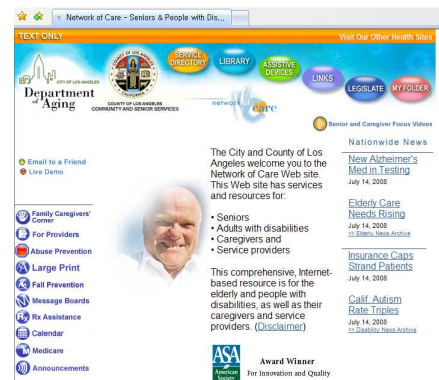 Network of Care - Seniors & People with Dis...
TEXT ONLY
Visit Our Other Health Sites
CITY OF LOS ANGELES
Department
of Aging
COUNTY OF LOS ANGELES
COMMUNITY AND SENIOR SERVICES
SERVICE
DIRECTORY
LIBRARY
ASSISTIVE
DEVICES
LINKS
LEGISLATE
MY FOLDER
network of care
Senior and Caregiver Focus Videos
Email to a Friend
Live Demo
Family Caregivers'
Corner
For Providers
Abuse Prevention
Large Print
Fall Prevention
Message Boards
Rx Assistance
Calendar
Medicare
Announcements
The City and County of Los
Angeles welcome you to the
Network of Care Web site.
This Web site has services
and resources for:
• Seniors
• Adults with disabilities
• Caregivers and
• Service providers
This comprehensive, Internet-
based resource is for the
elderly and people with
disabilities, as well as their
caregivers and service
providers. (Disclaimer)
ASA
American
Society
Award Winner
For Innovation and Quality
Nationwide News
New Alzheimer's
Med in Testing
July 14, 2008
Elderly Care
Needs Rising
July 14, 2008
>> Elderly News Archive
Insurance Caps
Strand Patients
July 14, 2008
Calif. Autism
Rate Triples
July 14, 2008
>> Disability News Archive